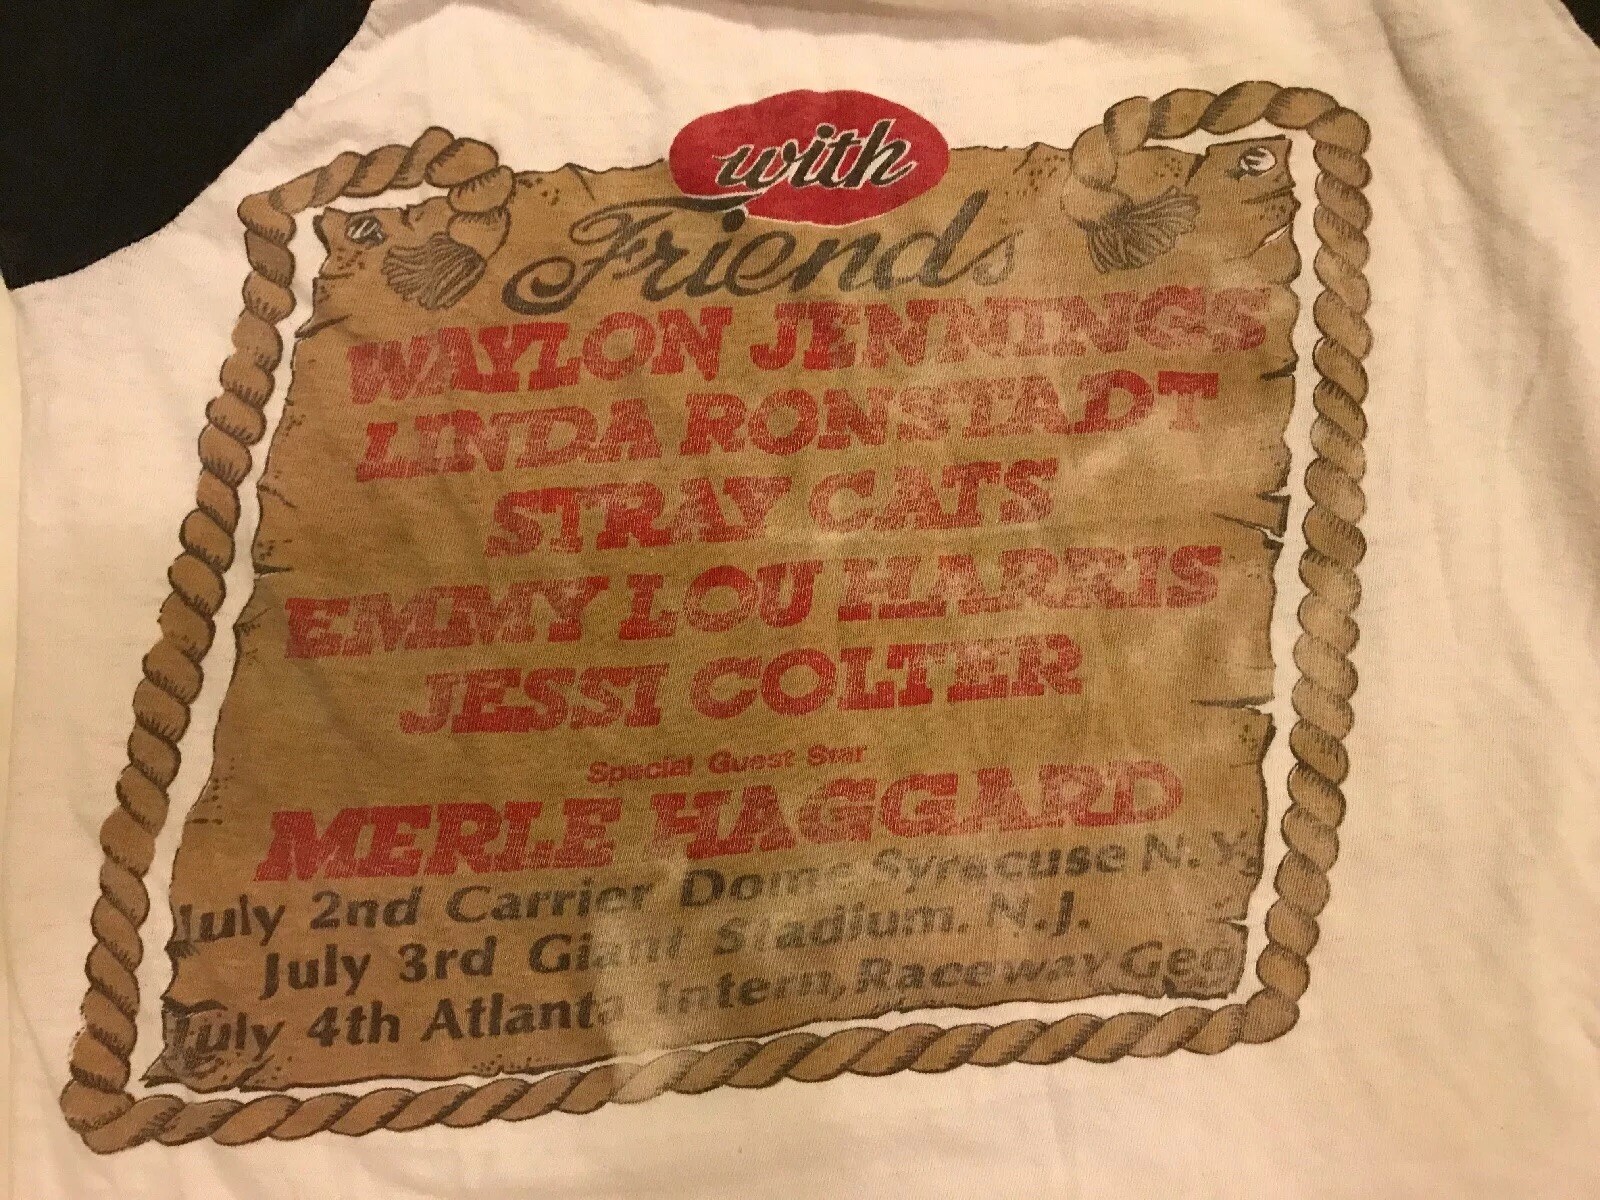 with
Friends
WAYLON JENNINGS
LINDA RONSTADT
STRAY CATS
EMMY LOU HARRIS
JESSI COLTER
Special Guest Star
MERLE HAGGARD
July 2nd Carrier Dome Syracuse N.Y,
July 3rd Giant Stadium. N.J.
July 4th Atlanta Intern, Raceway Geo